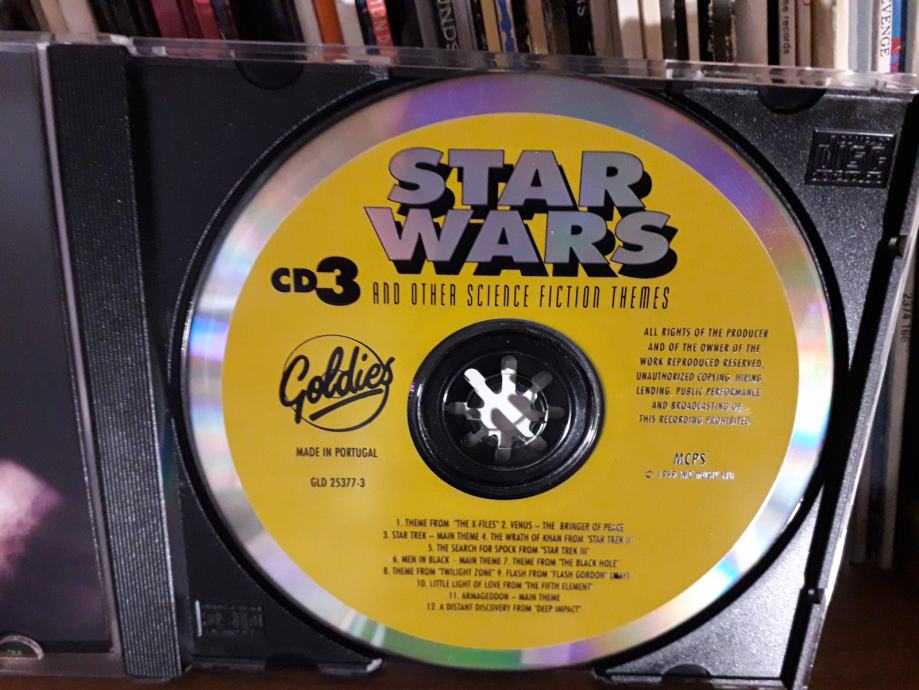 records
REVENGE
disc
STAR
WARS
CD3
AND OTHER SCIENCE FICTION THEMES
Goldies
MADE IN PORTUGAL
GLD 25377-3
ALL RIGHTS OF THE PRODUCER
AND OF THE OWNER OF THE
WORK REPRODUCED RESERVED.
UNAUTHORIZED COPYING, HIRING,
LENDING, PUBLIC PERFORMANCE
AND BROADCASTING OF
THIS RECORDING PROHIBITED
MCPS
1. THEME FROM "THE X-FILES" 2. VENUS – THE BRINGER OF PEACE
3. STAR TREK – MAIN THEME 4. THE WRATH OF KHAN FROM "STAR TREK II"
5. THE SEARCH FOR SPOCK FROM "STAR TREK III"
6. MEN IN BLACK - MAIN THEME 7. THEME FROM "THE BLACK HOLE"
8. THEME FROM "TWILIGHT ZONE" 9. FLASH FROM "FLASH GORDON" (MAY)
10. LITTLE LIGHT OF LOVE FROM "THE FIFTH ELEMENT"
11. ARMAGEDDON – MAIN THEME
12. A DISTANT DISCOVERY FROM "DEEP IMPACT"